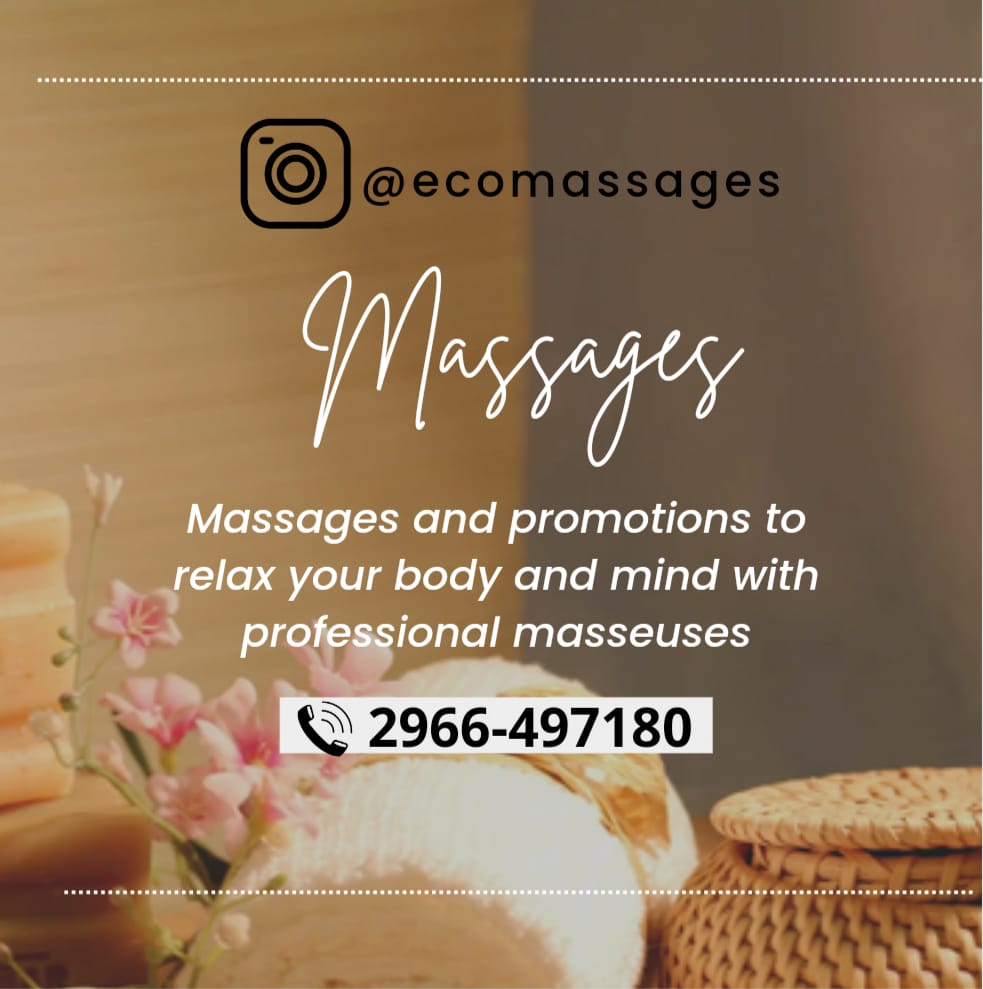 @ecomassages
Massages
Massages and promotions to
relax your body and mind with
professional masseuses
2966-497180